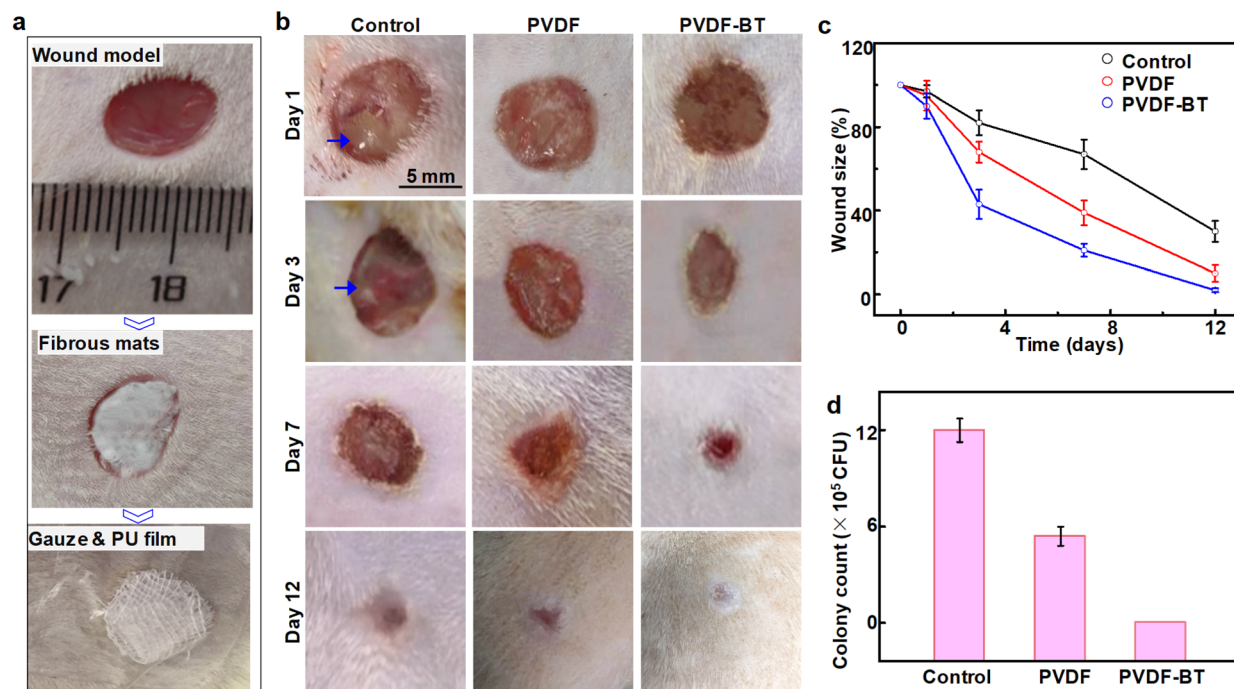 a
Wound model
17
18
Fibrous mats
Gauze & PU film
b
Control PVDF PVDF-BT
Day 1
5 mm
Day 3
Day 7
Day 12
c
Wound size (%)
120
80
40
0
Control
PVDF
PVDF-BT
0 4 8 12
Time (days)
d
Colony count (× 10⁵ CFU)
12
6
0
Control PVDF PVDF-BT